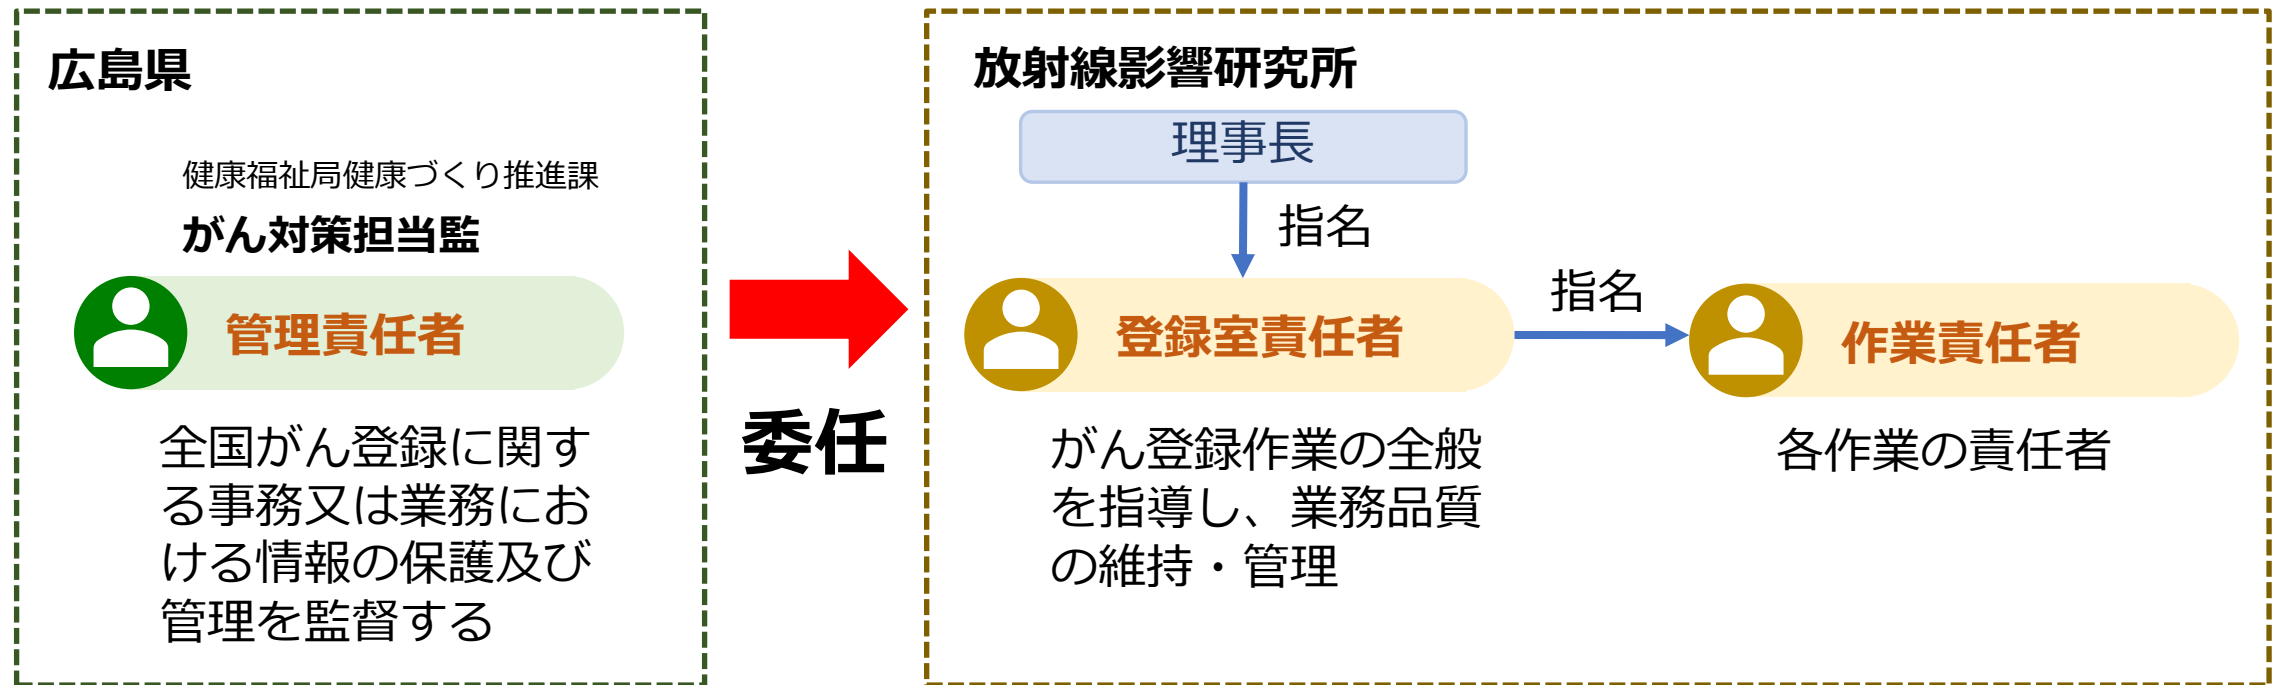 広島県
健康福祉局健康づくり推進課
がん対策担当監
管理責任者
全国がん登録に関す
る事務又は業務にお
ける情報の保護及び
管理を監督する
委任
放射線影響研究所
理事長
指名
登録室責任者
がん登録作業の全般
を指導し、業務品質
の維持・管理
指名
作業責任者
各作業の責任者